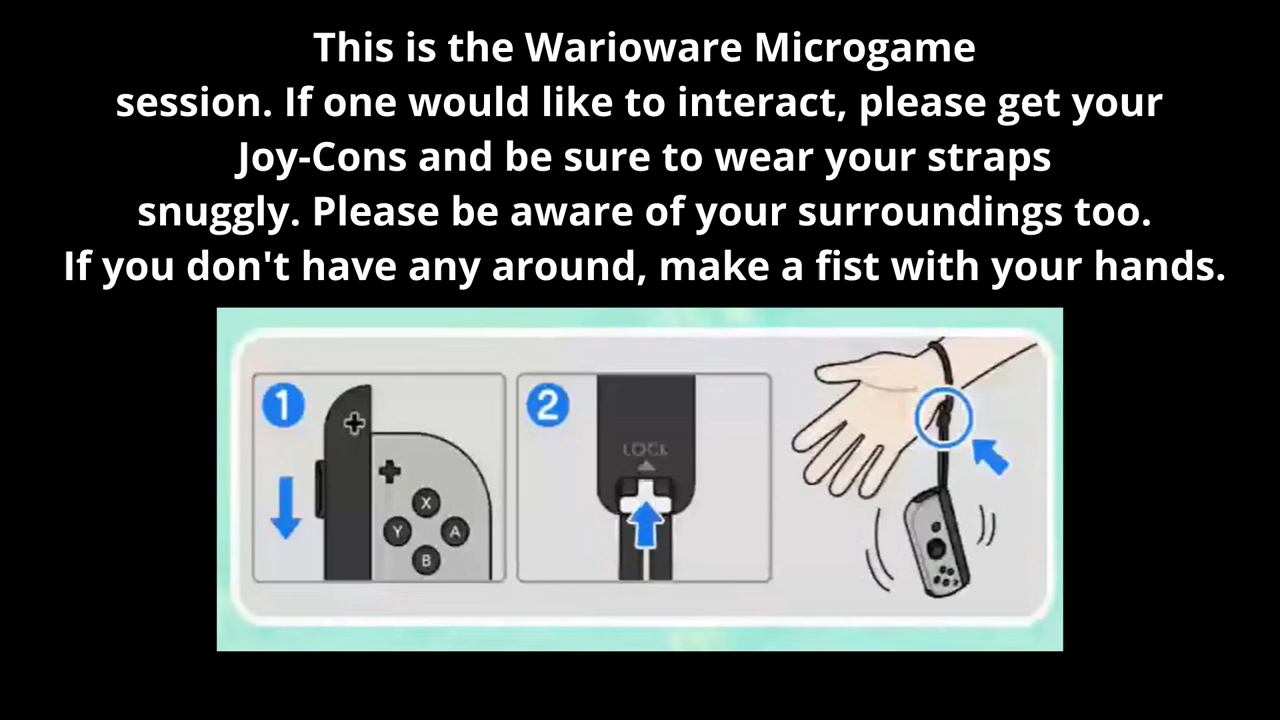 This is the Warioware Microgame
session. If one would like to interact, please get your
Joy-Cons and be sure to wear your straps
snuggly. Please be aware of your surroundings too.
If you don't have any around, make a fist with your hands.
1
2
LOCK
X
Y A
B